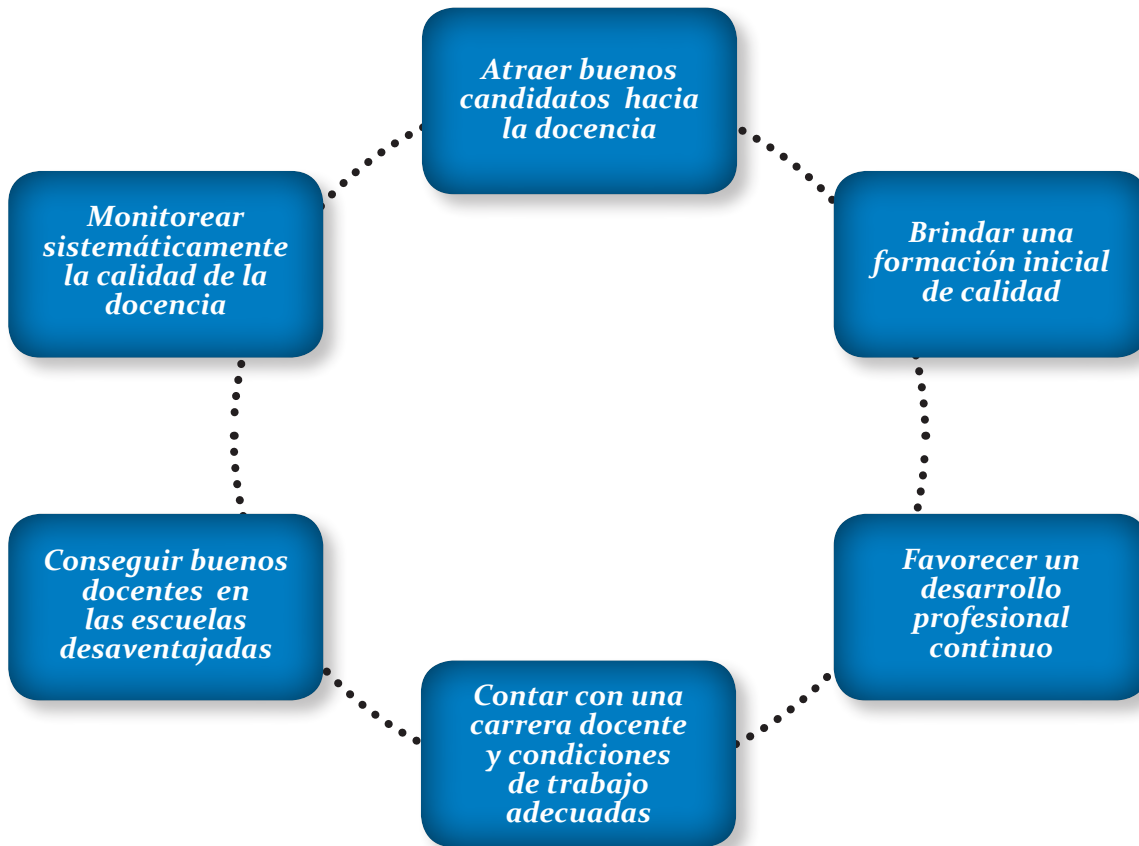 Atraer buenos
candidatos hacia
la docencia
Brindar una
formación inicial
de calidad
Favorecer un
desarrollo
profesional
continuo
Contar con una
carrera docente
y condiciones
de trabajo
adecuadas
Conseguir buenos
docentes en
las escuelas
desaventajadas
Monitorear
sistemáticamente
la calidad de la
docencia